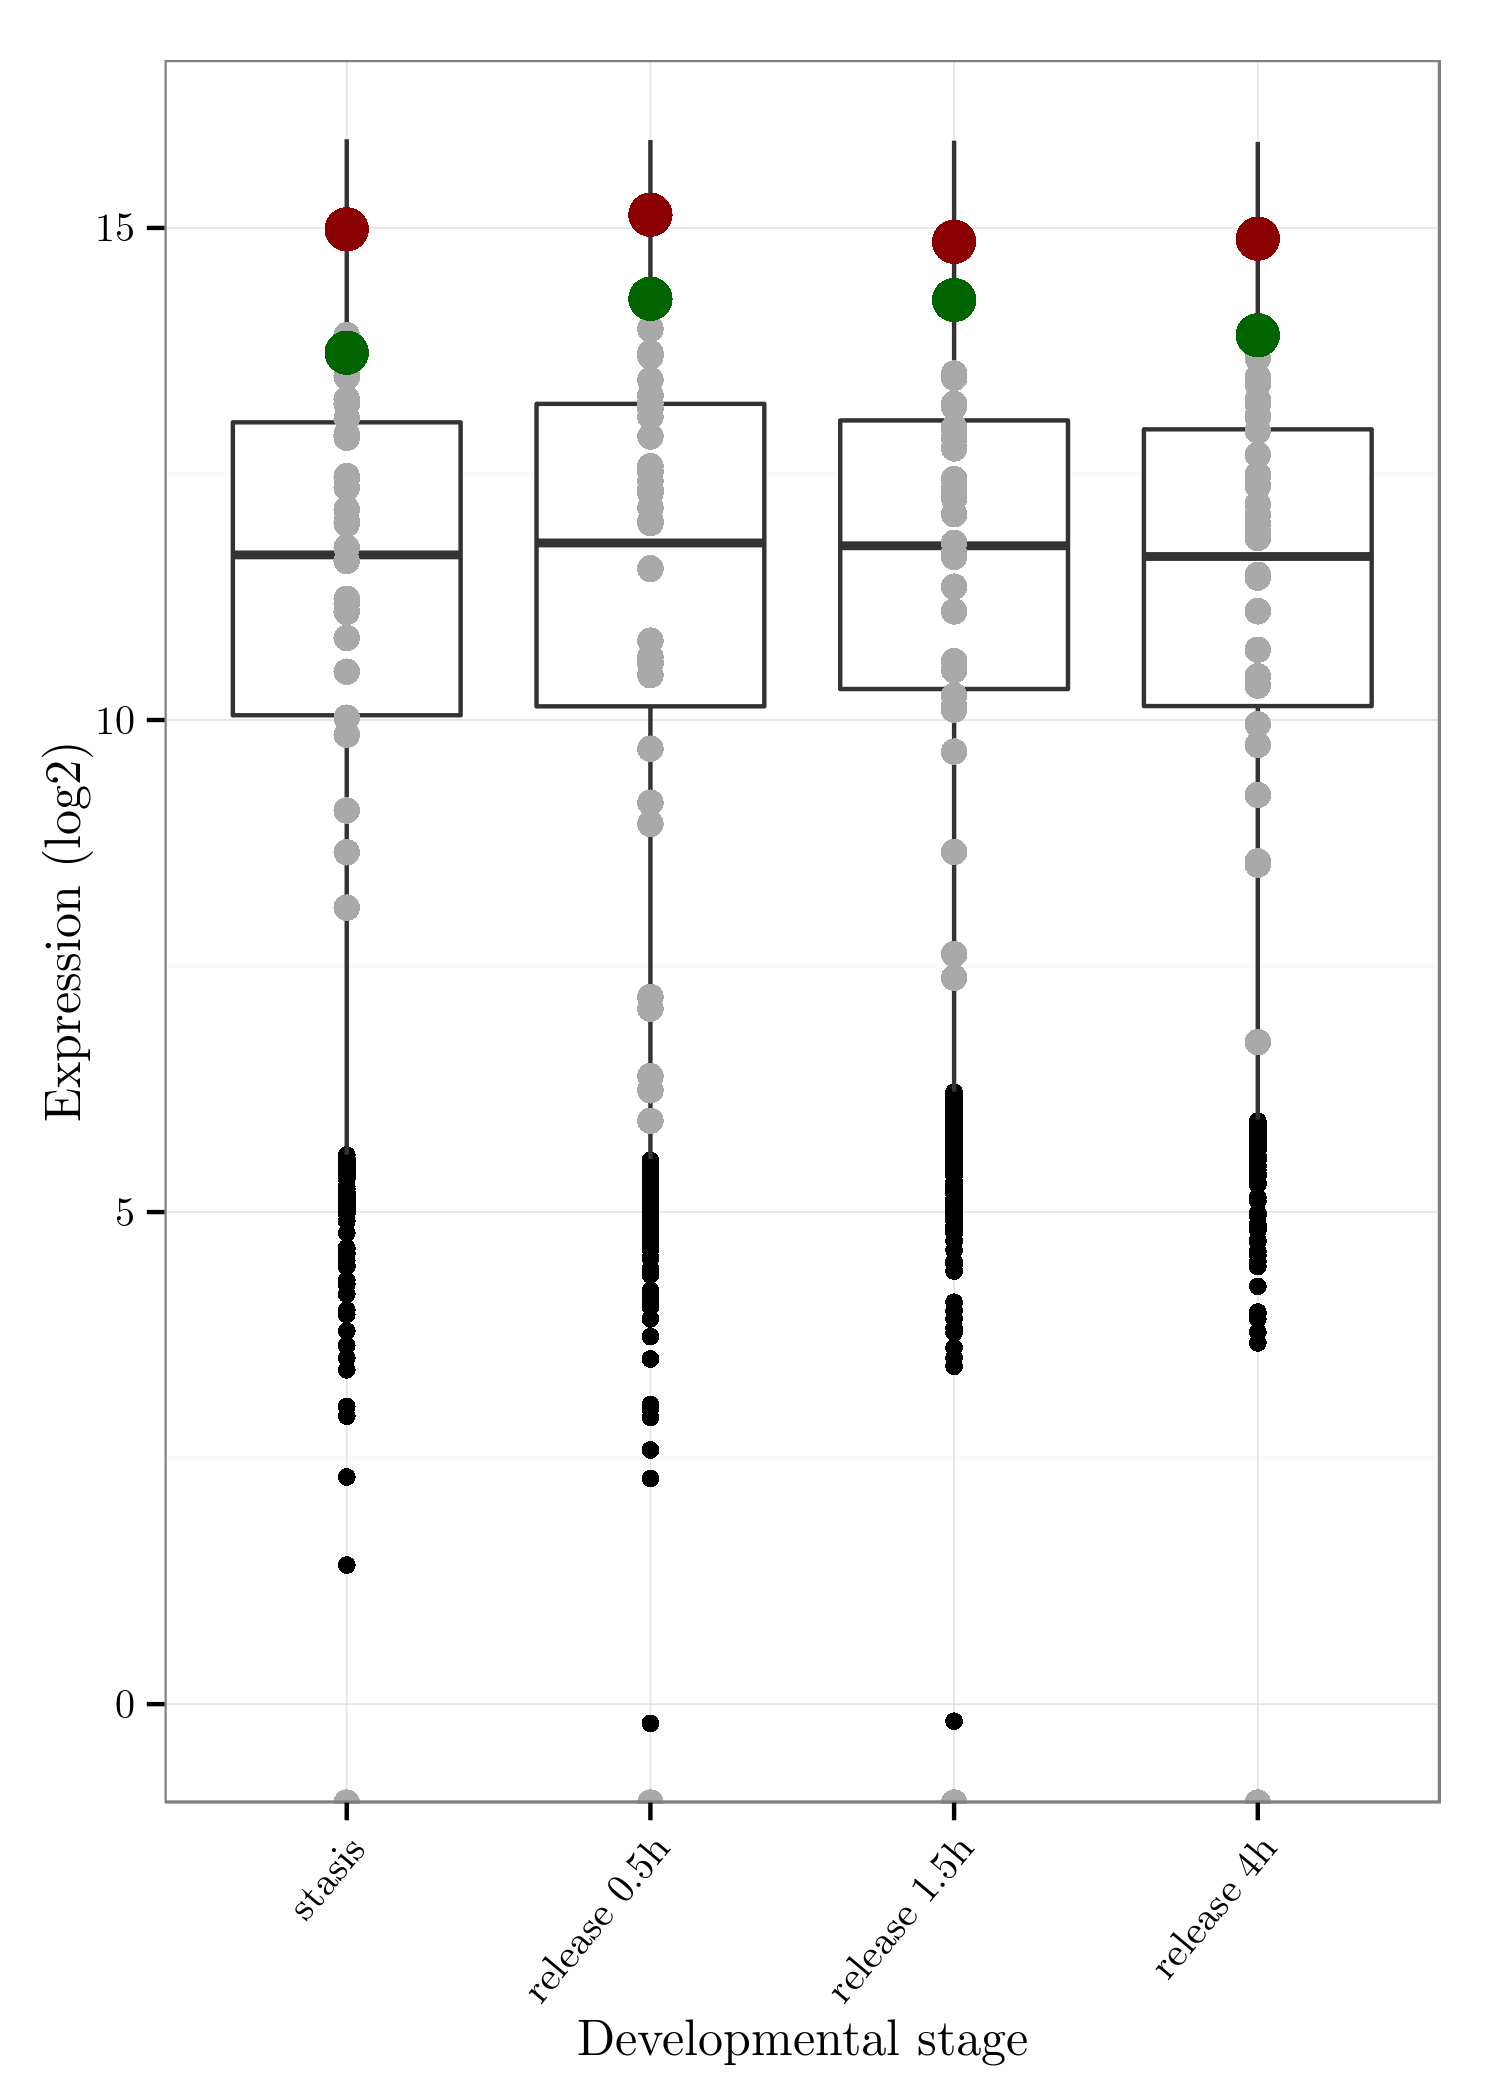 Expression (log2)
15
10
5
0
stasis
release 0.5h
release 1.5h
release 4h
Developmental stage